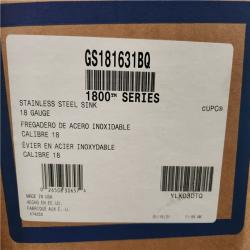 GS181631BQ
1800™ SERIES
STAINLESS STEEL SINK
18 GAUGE
cUPC®
FREGADERO DE ACERO INOXIDABLE
CALIBRE 18
ÉVIER EN ACIER INOXYDABLE
CALIBRE 18
MADE IN USA
HECHO EN EE.UU.
FABRIQUÉ AUX É.U.
YLK03DTQ